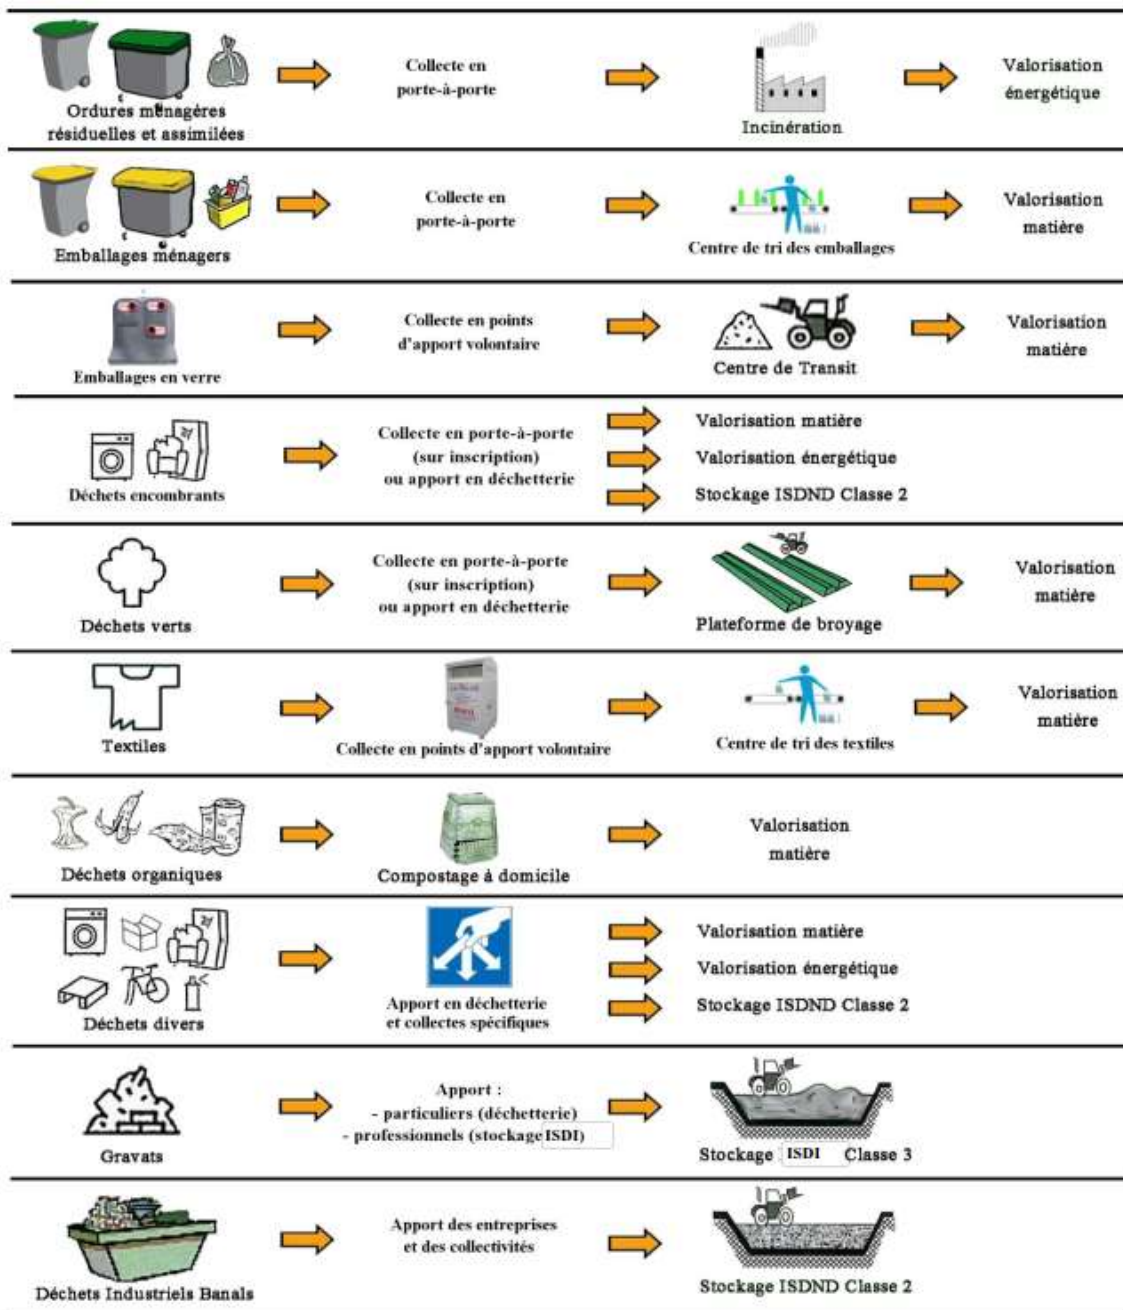 Ordures ménagères
résiduelles et assimilées
Collecte en
porte-à-porte
Incinération
Valorisation
énergétique
Emballages ménagers
Collecte en
porte-à-porte
Centre de tri des emballages
Valorisation
matière
Emballages en verre
Collecte en points
d'apport volontaire
Centre de Transit
Valorisation
matière
Déchets encombrants
Collecte en porte-à-porte
(sur inscription)
ou apport en déchetterie
Valorisation matière
Valorisation énergétique
Stockage ISDND Classe 2
Déchets verts
Collecte en porte-à-porte
(sur inscription)
ou apport en déchetterie
Plateforme de broyage
Valorisation
matière
Textiles
Collecte en points d'apport volontaire
Centre de tri des textiles
Valorisation
matière
Déchets organiques
Compostage à domicile
Valorisation
matière
Déchets divers
Apport en déchetterie
et collectes spécifiques
Valorisation matière
Valorisation énergétique
Stockage ISDND Classe 2
Gravats
Apport :
- particuliers (déchetterie)
- professionnels (stockage ISDI)
Stockage ISDI Classe 3
Déchets Industriels Banals
Apport des entreprises
et des collectivités
Stockage ISDND Classe 2